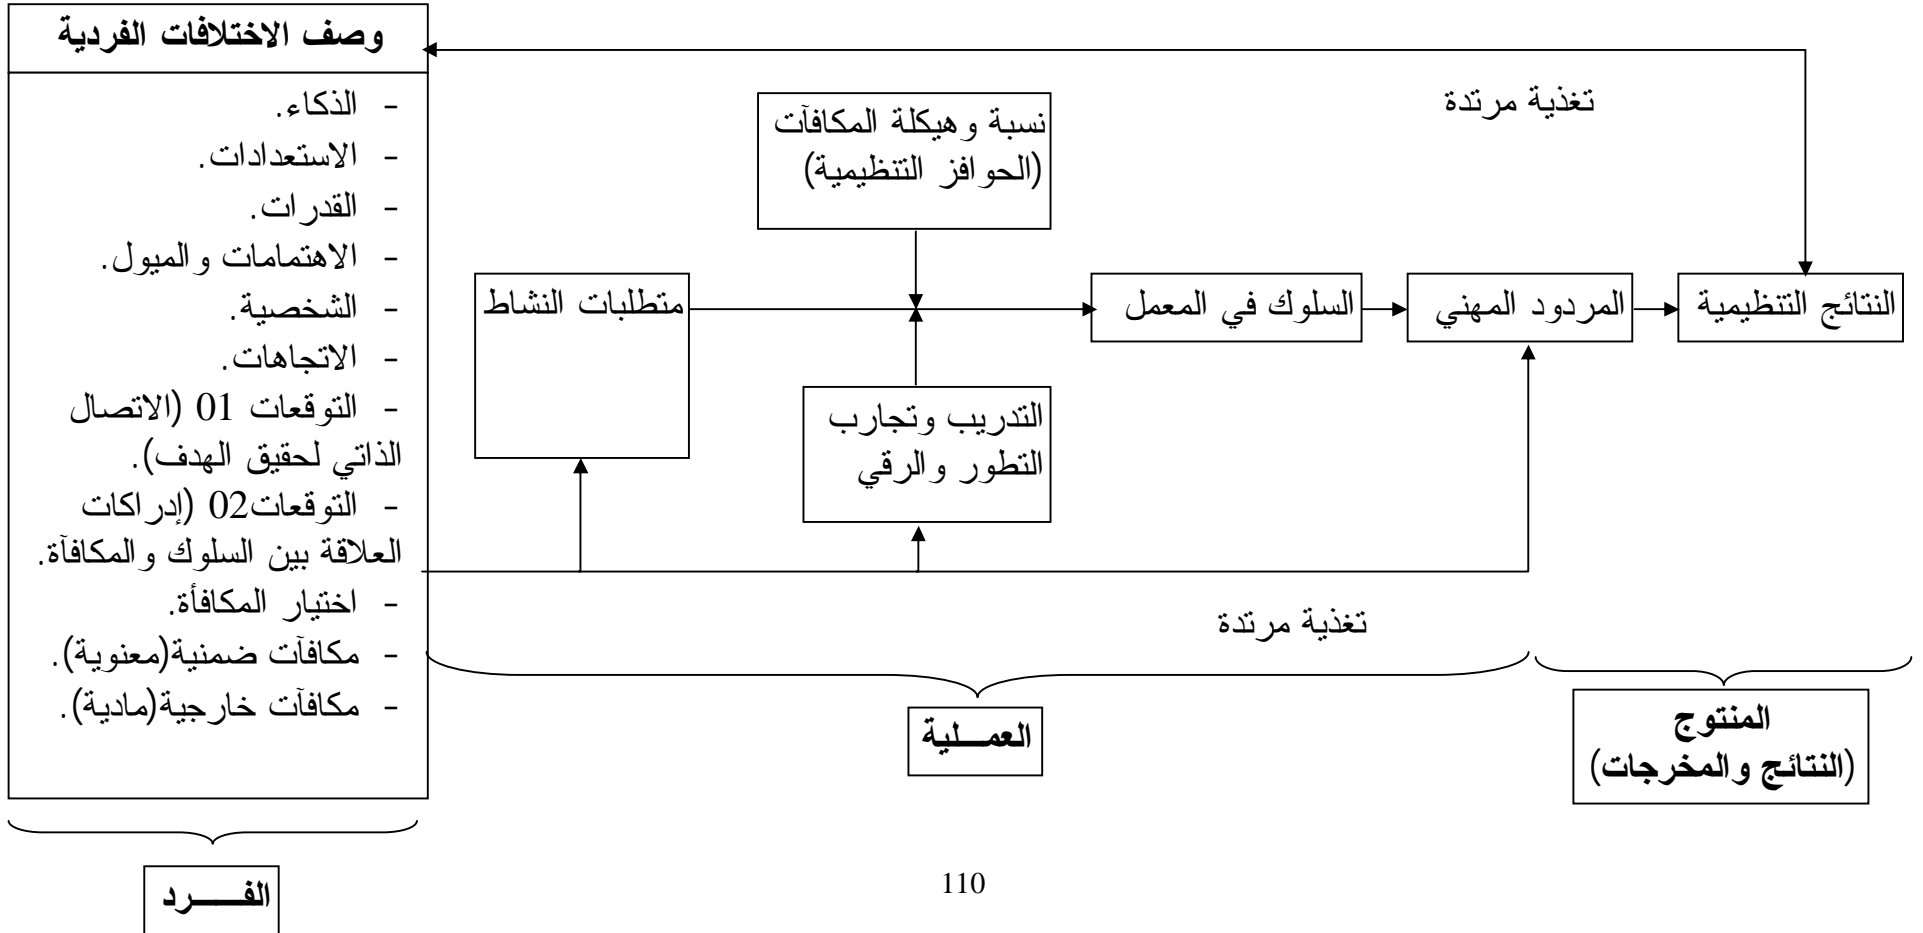 وصف الاختلافات الفردية
- الذكاء.
- الاستعدادات.
- القدرات.
- الاهتمامات والميول.
- الشخصية.
- الاتجاهات.
- التوقعات 01 (الاتصال
الذاتي لحقيق الهدف).
- التوقعات02 (إدراكات
العلاقة بين السلوك والمكافآة.
- اختيار المكافأة.
- مكافآت ضمنية(معنوية).
- مكافآت خارجية(مادية).
تغذية مرتدة
نسبة وهيكلة المكافآت
(الحوافز التنظيمية)
متطلبات النشاط
السلوك في المعمل
المردود المهني
النتائج التنظيمية
التدريب وتجارب
التطور والرقي
تغذية مرتدة
العمـــلية
المنتوج
(النتائج والمخرجات)
الفـــــرد
110